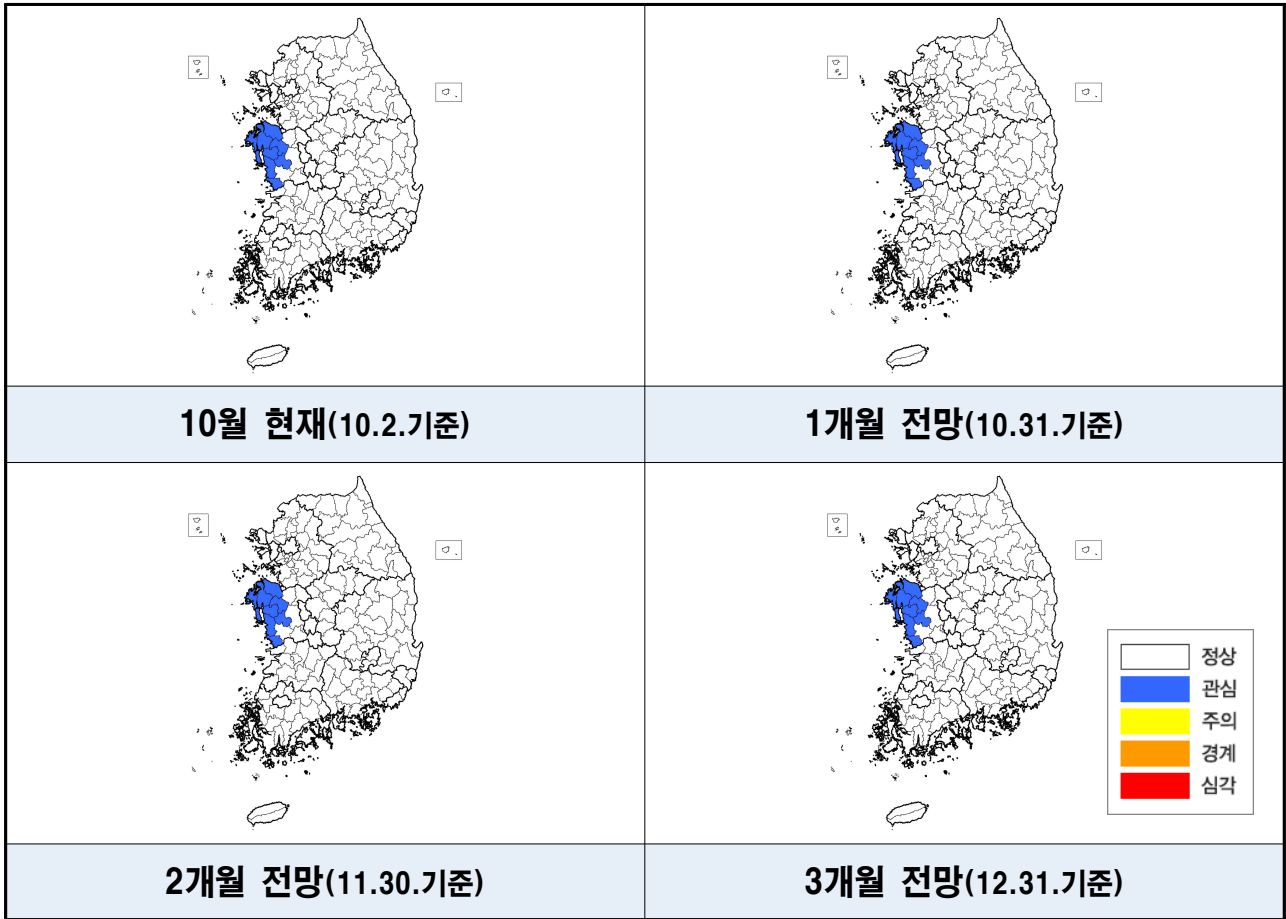 10월 현재(10.2.기준)
1개월 전망(10.31.기준)
정상
관심
주의
경계
심각
2개월 전망(11.30.기준)
3개월 전망(12.31.기준)